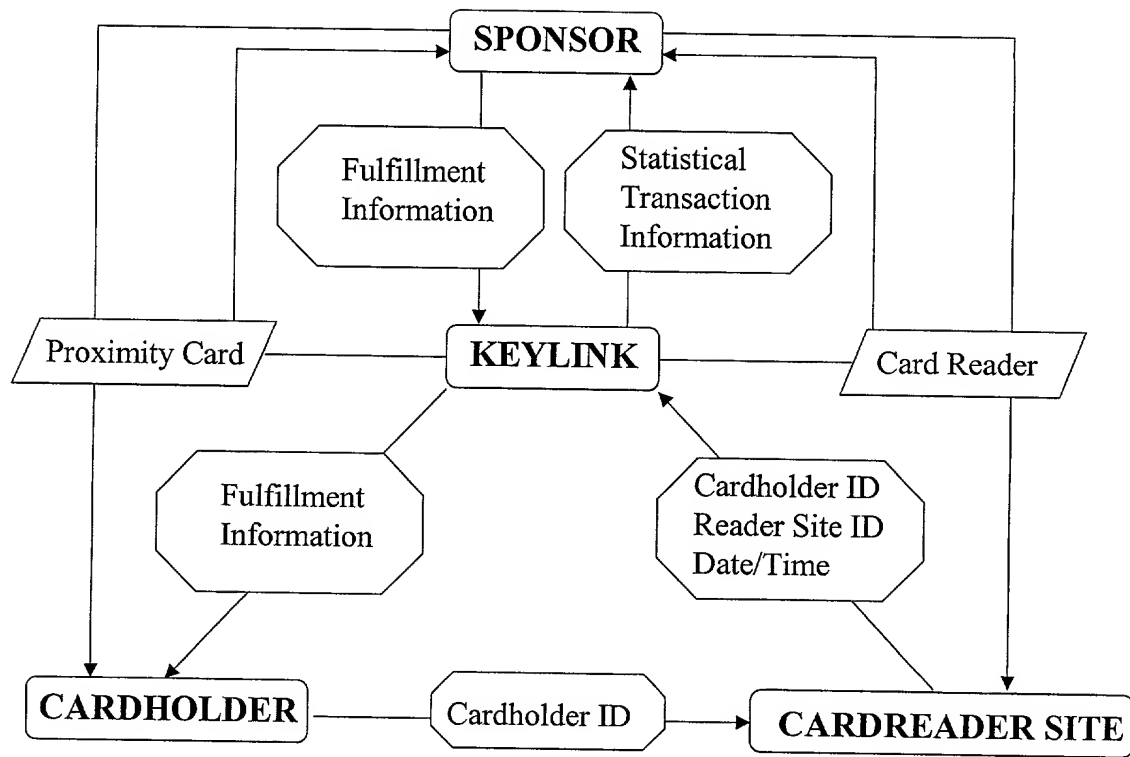 SPONSOR
Fulfillment
Information
Statistical
Transaction
Information
Proximity Card
KEYLINK
Card Reader
Fulfillment
Information
Cardholder ID
Reader Site ID
Date/Time
CARDHOLDER
Cardholder ID
CARDREADER SITE